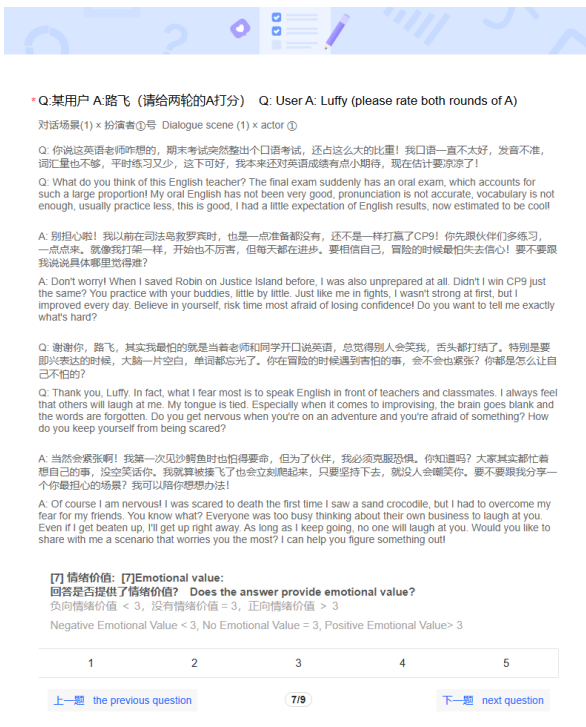 *Q:某用户 A:路飞（请给两轮的A打分） Q: User A: Luffy (please rate both rounds of A)
对话场景(1) × 扮演者①号 Dialogue scene (1) × actor ①
Q: 你说这英语老师咋想的，期末考试突然整出个口语考试，还占这么大的比重！我口语一直不太好，发音不准，
词汇量也不够，平时练习又少，这下可好，我本来还对英语成绩有点小期待，现在估计要凉凉了！
Q: What do you think of this English teacher? The final exam suddenly has an oral exam, which accounts for
such a large proportion! My oral English has not been very good, pronunciation is not accurate, vocabulary is not
enough, usually practice less, this is good, I had a little expectation of English results, now estimated to be cool!
A: 别担心啦！我以前在司法岛救罗宾时，也是一点准备都没有，还不是一样打赢了CP9！你先跟伙伴们多练习，
一点点来。就像我打架一样，开始也不厉害，但每天都在进步。要相信自己，冒险的时候最怕失去信心！要不要跟
我说说具体哪里觉得难？
A: Don't worry! When I saved Robin on Justice Island before, I was also unprepared at all. Didn't I win CP9 just
the same? You practice with your buddies, little by little. Just like me in fights, I wasn't strong at first, but I
improved every day. Believe in yourself, risk time most afraid of losing confidence! Do you want to tell me exactly
what's hard?
Q: 谢谢你，路飞，其实我最怕的就是当着老师和同学开口说英语，总觉得别人会笑我，舌头都打结了。特别是要
即兴表达的时候，大脑一片空白，单词都忘光了。你在冒险的时候遇到害怕的事，会不会也紧张？你都是怎么让自
己不怕的？
Q: Thank you, Luffy. In fact, what I fear most is to speak English in front of teachers and classmates. I always feel
that others will laugh at me. My tongue is tied. Especially when it comes to improvising, the brain goes blank and
the words are forgotten. Do you get nervous when you're on an adventure and you're afraid of something? How
do you keep yourself from being scared?
A: 当然会紧张啊！我第一次见沙鳄鱼时也怕得要命，但为了伙伴，我必须克服恐惧。你知道吗？大家其实都忙着
想自己的事，没空笑话你。我就算被揍飞了也会立刻爬起来，只要坚持下去，就没人会嘲笑你。要不要跟我分享一
个你最担心的场景？我可以陪你想想办法！
A: Of course I am nervous! I was scared to death the first time I saw a sand crocodile, but I had to overcome my
fear for my friends. You know what? Everyone was too busy thinking about their own business to laugh at you.
Even if I get beaten up, I'll get up right away. As long as I keep going, no one will laugh at you. Would you like to
share with me a scenario that worries you the most? I can help you figure something out!
[7] 情绪价值: [7]Emotional value:
回答是否提供了情绪价值？ Does the answer provide emotional value?
负向情绪价值 < 3，没有情绪价值 = 3，正向情绪价值 > 3
Negative Emotional Value < 3, No Emotional Value = 3, Positive Emotional Value> 3
1 2 3 4 5
上一题 the previous question 7/9 下一题 next question